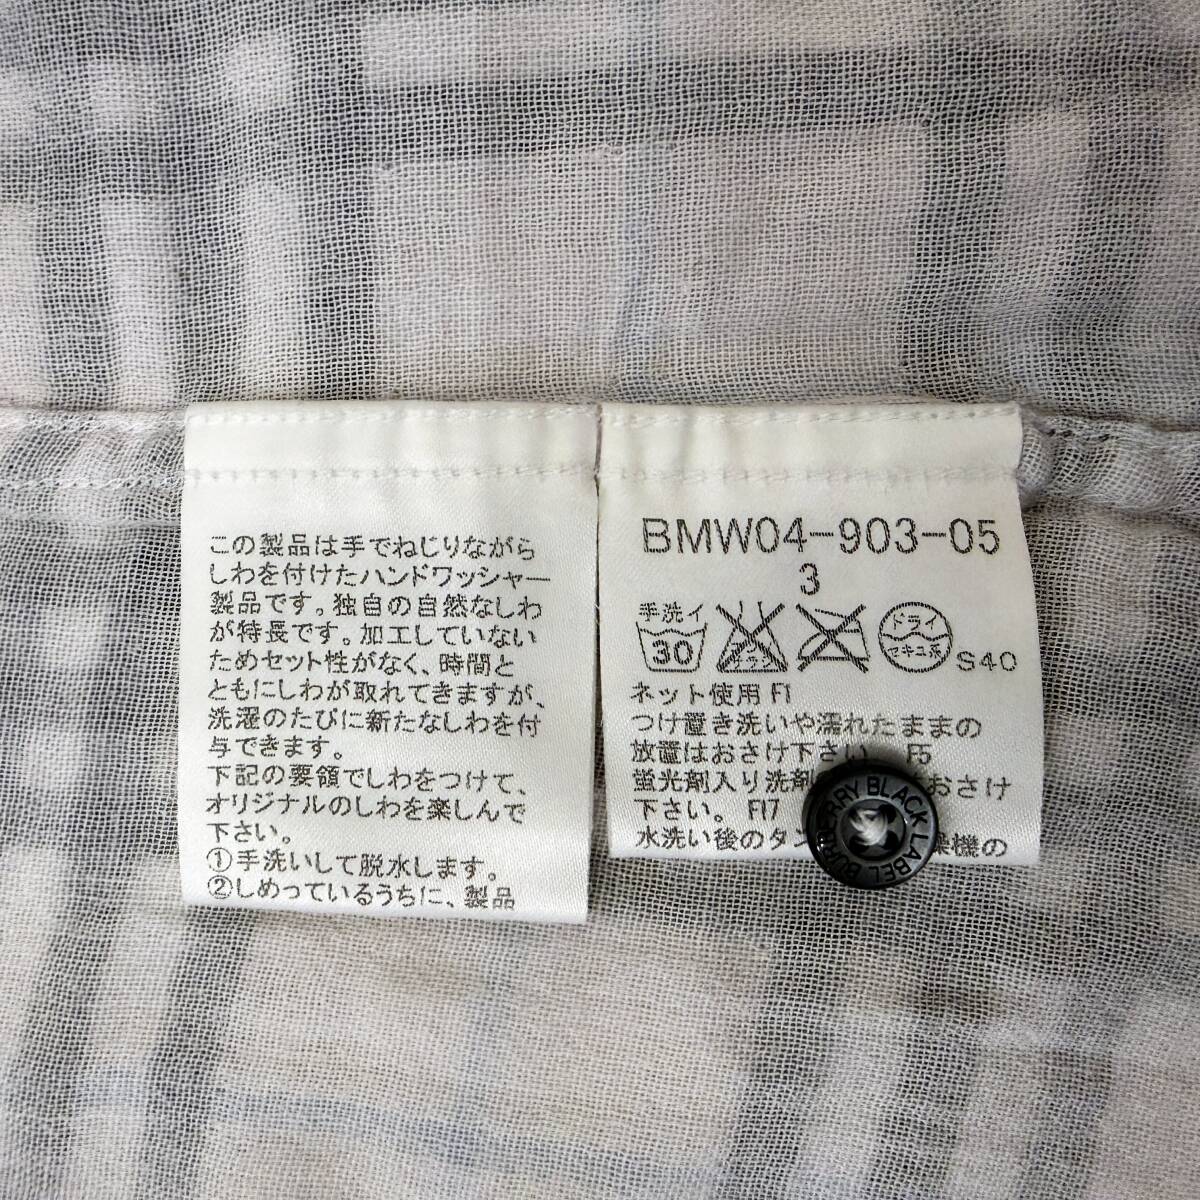 この製品は手でねじりながら
しわを付けたハンドワッシャー
製品です。独自の自然なしわ
が特長です。加工していない
ためセット性がなく、時間と
ともにしわが取れてきますが、
洗濯のたびに新たなしわを付
与できます。
下記の要領でしわをつけて、
オリジナルのしわを楽しんで
下さい。
①手洗いして脱水します。
②しめっているうちに、製品
BMW04-903-05
3
手洗イ
30
エンソ
ドライ
S40
ネット使用 F1
つけ置き洗いや濡れたままの
放置はおさけ下さい。 F5
蛍光剤入り洗剤 おさけ
下さい。 F17
水洗い後のタン 燥機の
BURBERRY BLACK LABEL